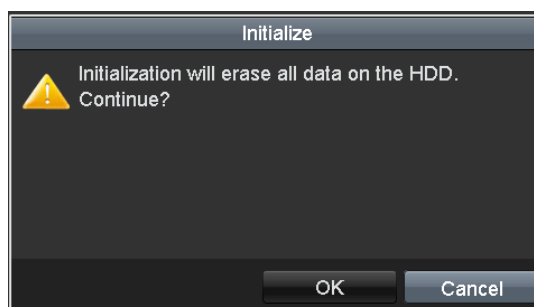 Initialize
Initialization will erase all data on the HDD.
Continue?
OK
Cancel